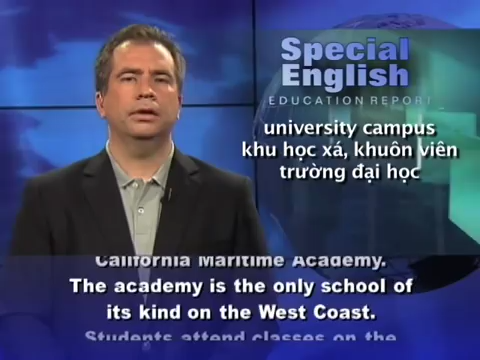 Special
English
EDUCATION REPORT
university campus
khu học xá, khuôn viên
trường đại học
California Maritime Academy.
The academy is the only school of
its kind on the West Coast.
Students attend classes on the